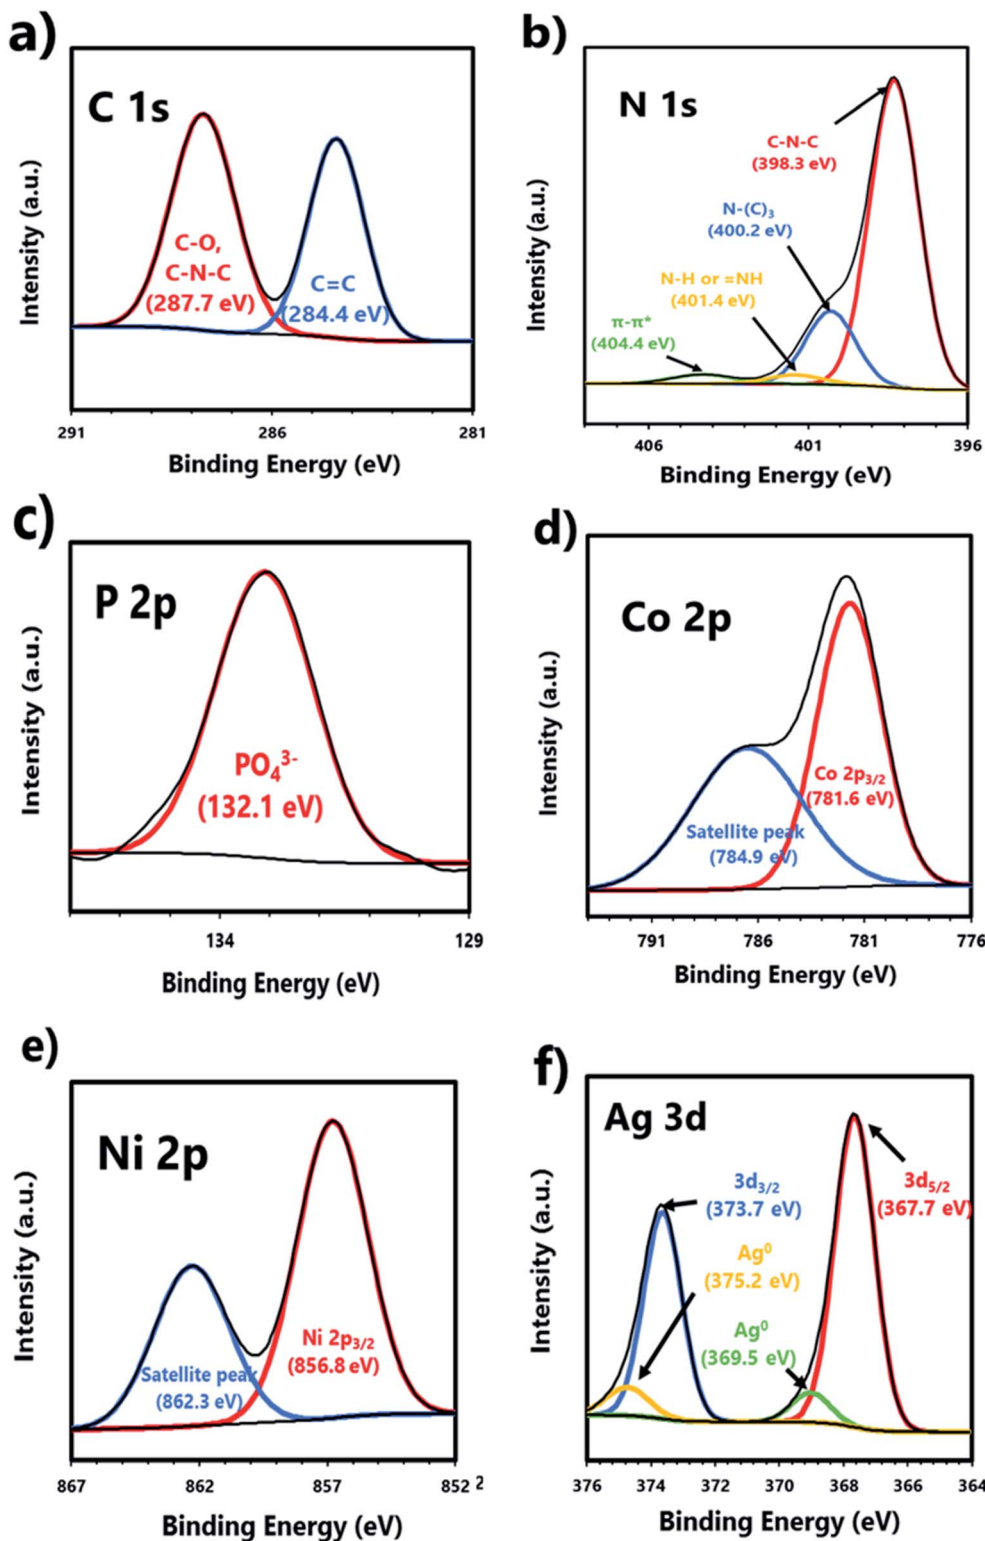 a)
C 1s
C-O,
C-N-C
(287.7 eV)
C=C
(284.4 eV)
Intensity (a.u.)
291 286 281
Binding Energy (eV)
b)
N 1s
C-N-C
(398.3 eV)
N-(C)₃
(400.2 eV)
N-H or =NH
(401.4 eV)
π-π*
(404.4 eV)
Intensity (a.u.)
406 401 396
Binding Energy (eV)
c)
P 2p
PO₄³⁻
(132.1 eV)
Intensity (a.u.)
134 129
Binding Energy (eV)
d)
Co 2p
Co 2p₃/₂
(781.6 eV)
Satellite peak
(784.9 eV)
Intensity (a.u.)
791 786 781 776
Binding Energy (eV)
e)
Ni 2p
Ni 2p₃/₂
(856.8 eV)
Satellite peak
(862.3 eV)
Intensity (a.u.)
867 862 857 852 2
Binding Energy (eV)
f)
Ag 3d
3d₃/₂
(373.7 eV)
3d₅/₂
(367.7 eV)
Ag⁰
(375.2 eV)
Ag⁰
(369.5 eV)
Intensity (a.u.)
376 374 372 370 368 366 364
Binding Energy (eV)